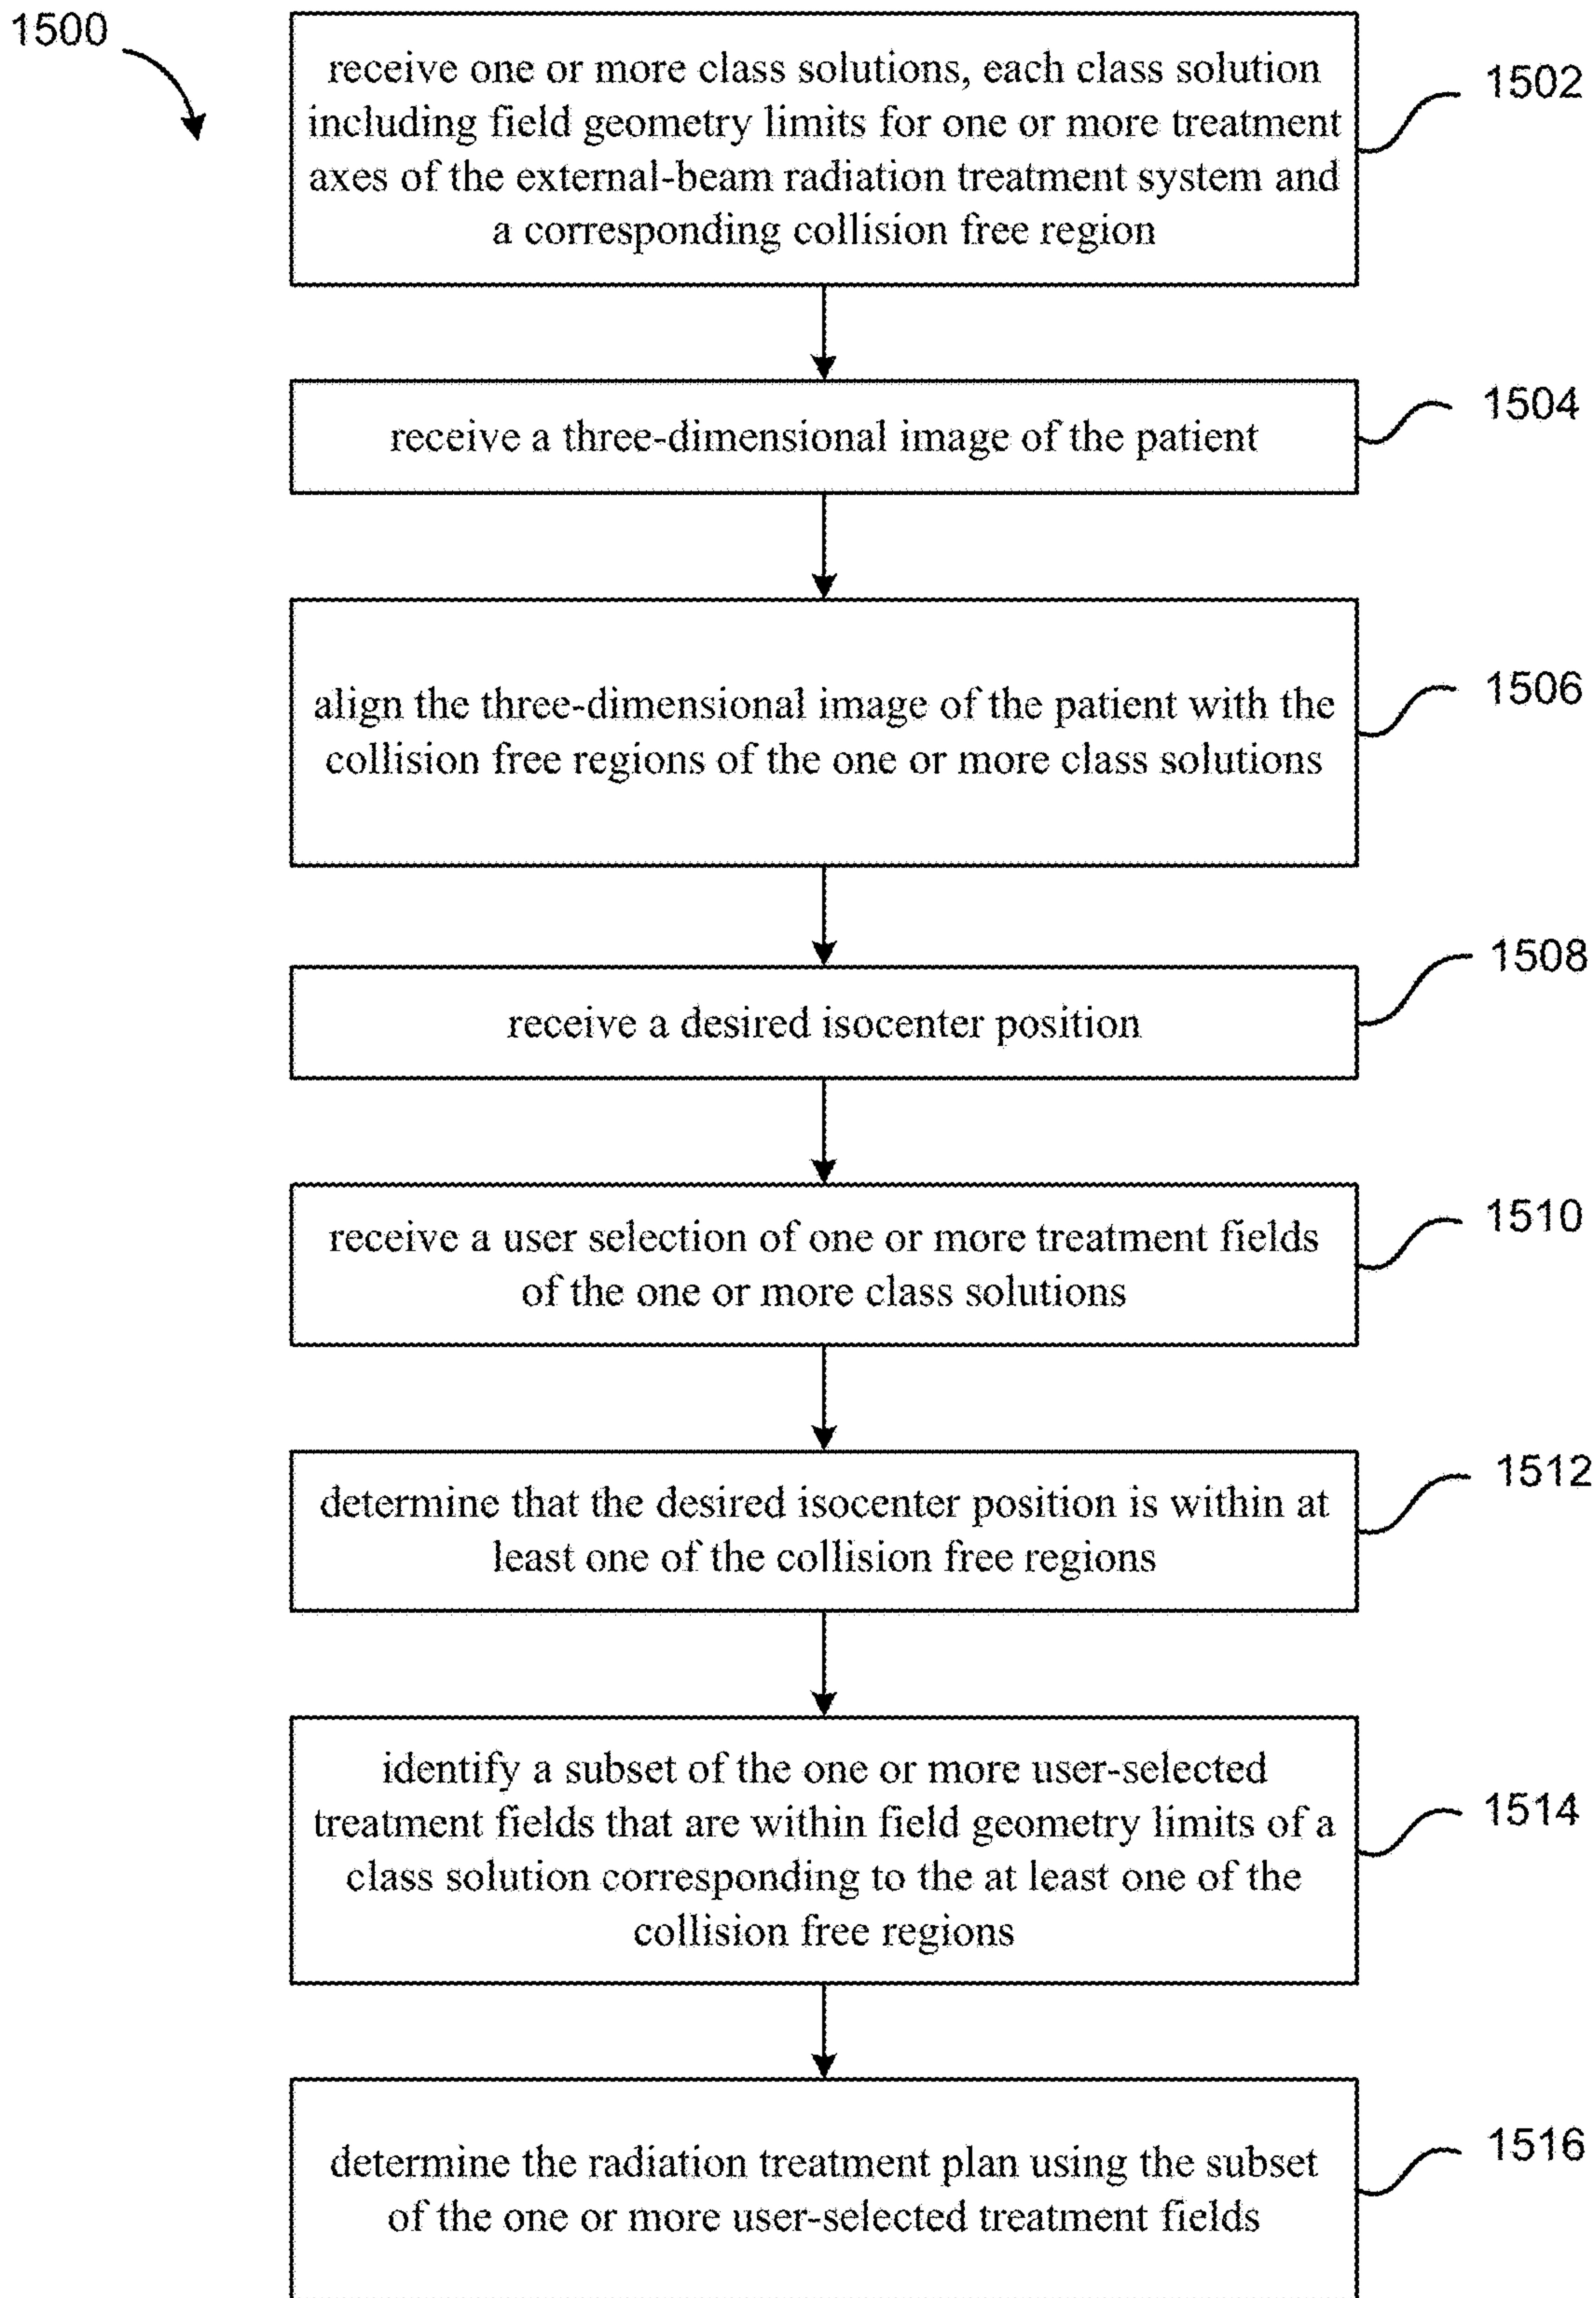 1500
receive one or more class solutions, each class solution
including field geometry limits for one or more treatment
axes of the external-beam radiation treatment system and
a corresponding collision free region
1502
receive a three-dimensional image of the patient
1504
align the three-dimensional image of the patient with the
collision free regions of the one or more class solutions
1506
receive a desired isocenter position
1508
receive a user selection of one or more treatment fields
of the one or more class solutions
1510
determine that the desired isocenter position is within at
least one of the collision free regions
1512
identify a subset of the one or more user-selected
treatment fields that are within field geometry limits of a
class solution corresponding to the at least one of the
collision free regions
1514
determine the radiation treatment plan using the subset
of the one or more user-selected treatment fields
1516